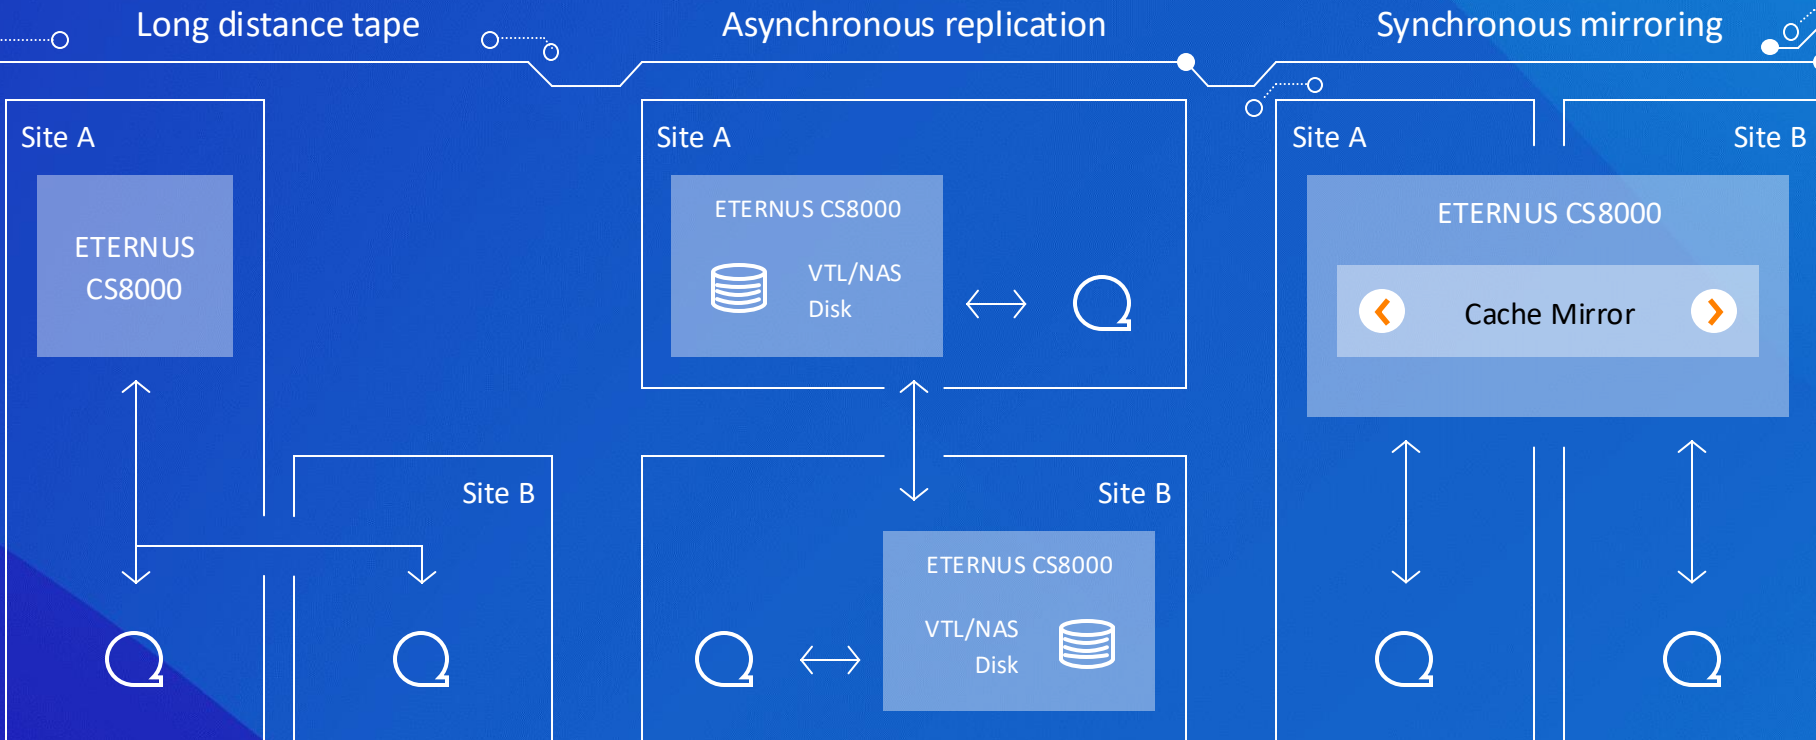 Long distance tape
Asynchronous replication
Synchronous mirroring
Site A
ETERNUS
CS8000
Site B
Site A
ETERNUS CS8000
VTL/NAS
Disk
Site B
ETERNUS CS8000
VTL/NAS
Disk
Site A
Site B
ETERNUS CS8000
Cache Mirror